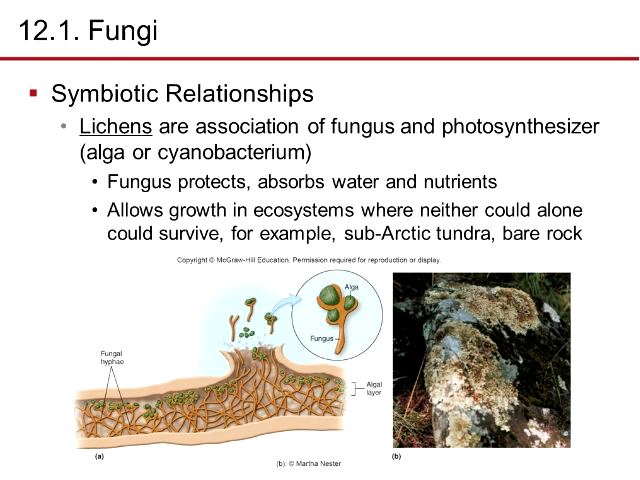 12.1. Fungi
Symbiotic Relationships
Lichens are association of fungus and photosynthesizer
(alga or cyanobacterium)
Fungus protects, absorbs water and nutrients
Allows growth in ecosystems where neither could alone
could survive, for example, sub-Arctic tundra, bare rock
Copyright © McGraw-Hill Education. Permission required for reproduction or display.
Alga
Fungus
Fungal
hyphae
Algal
layer
(a)
(b)
(b): © Martha Nester